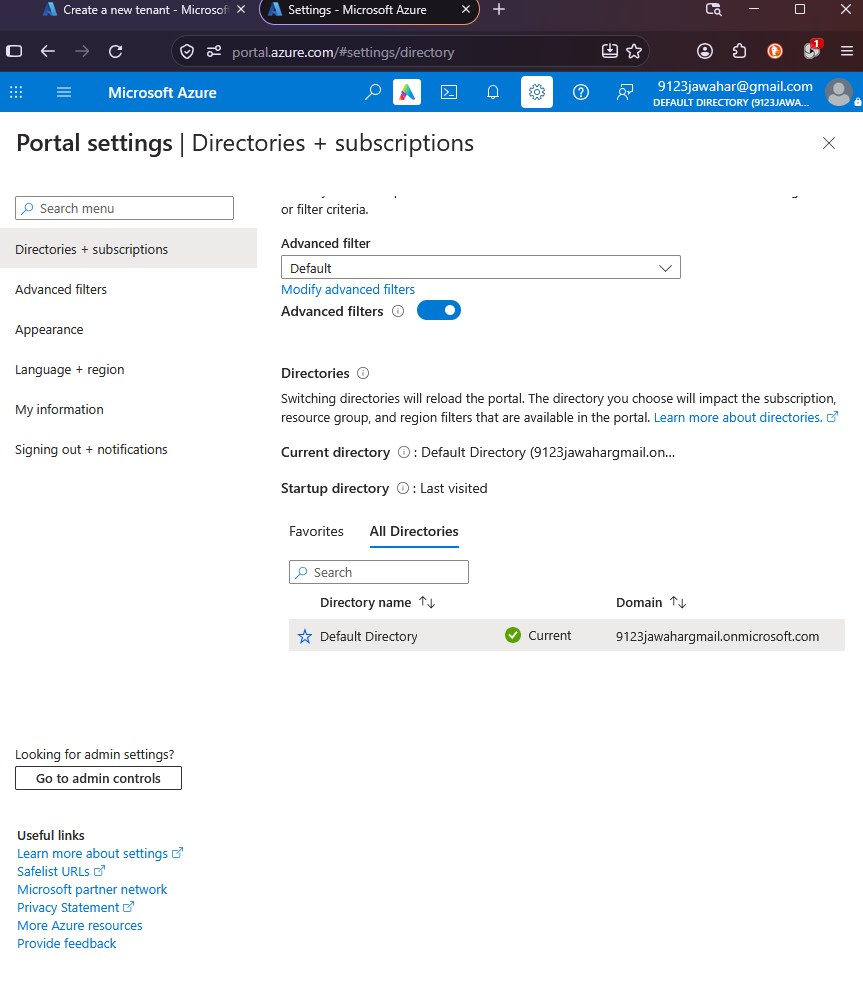 Create a new tenant - Microsof
Settings - Microsoft Azure
1
portal.azure.com/#settings/directory
Microsoft Azure
9123jawahar@gmail.com
DEFAULT DIRECTORY (9123JAWA...
Portal settings | Directories + subscriptions
Search menu
Directories + subscriptions
Advanced filters
Appearance
Language + region
My information
Signing out + notifications
or filter criteria.
Advanced filter
Default
Modify advanced filters
Advanced filters
Directories
Switching directories will reload the portal. The directory you choose will impact the subscription,
resource group, and region filters that are available in the portal. Learn more about directories.
Current directory : Default Directory (9123jawahargmail.on...
Startup directory : Last visited
Favorites All Directories
Search
Directory name Domain
Default Directory Current 9123jawahargmail.onmicrosoft.com
Looking for admin settings?
Go to admin controls
Useful links
Learn more about settings
Safelist URLs
Microsoft partner network
Privacy Statement
More Azure resources
Provide feedback